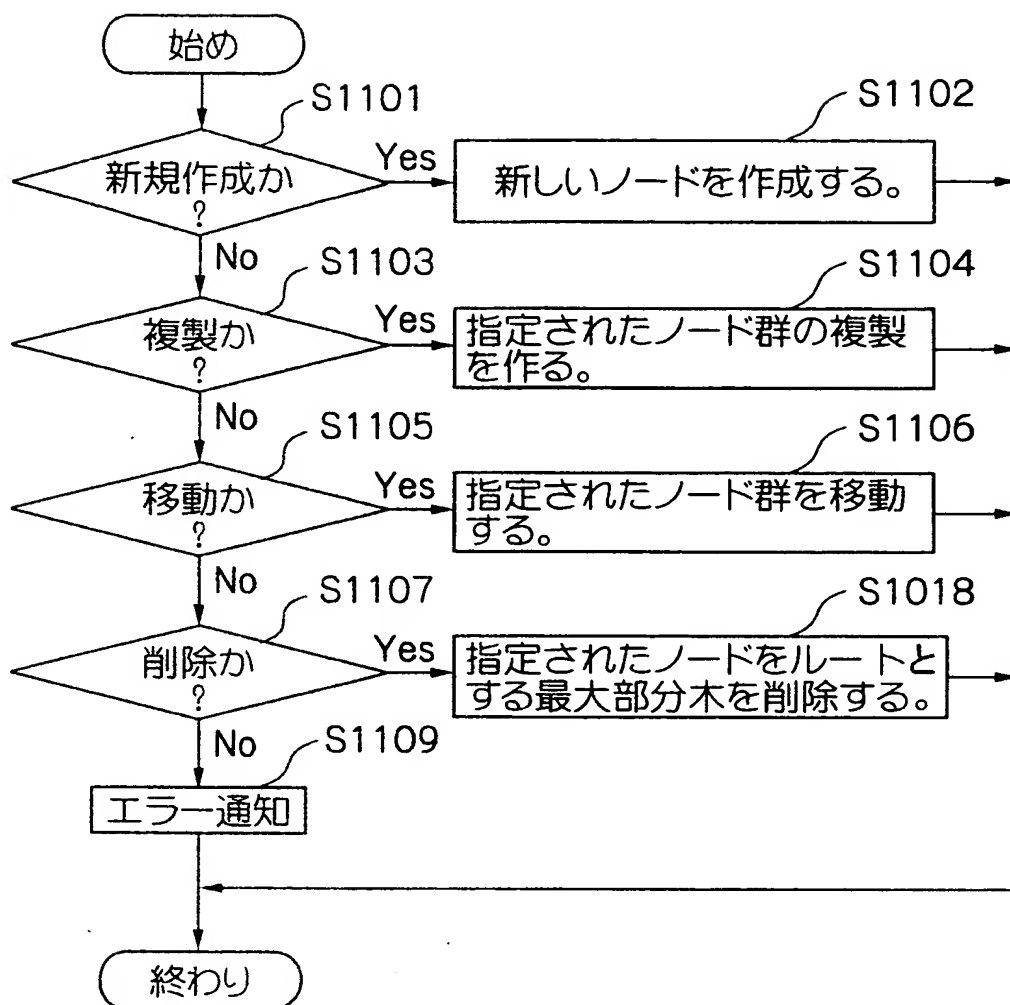 始め
S1101
新規作成か
?
Yes
S1102
新しいノードを作成する。
No
S1103
複製か
?
Yes
S1104
指定されたノード群の複製
を作る。
No
S1105
移動か
?
Yes
S1106
指定されたノード群を移動
する。
No
S1107
削除か
?
Yes
S1018
指定されたノードをルートと
する最大部分木を削除する。
No
S1109
エラー通知
終わり